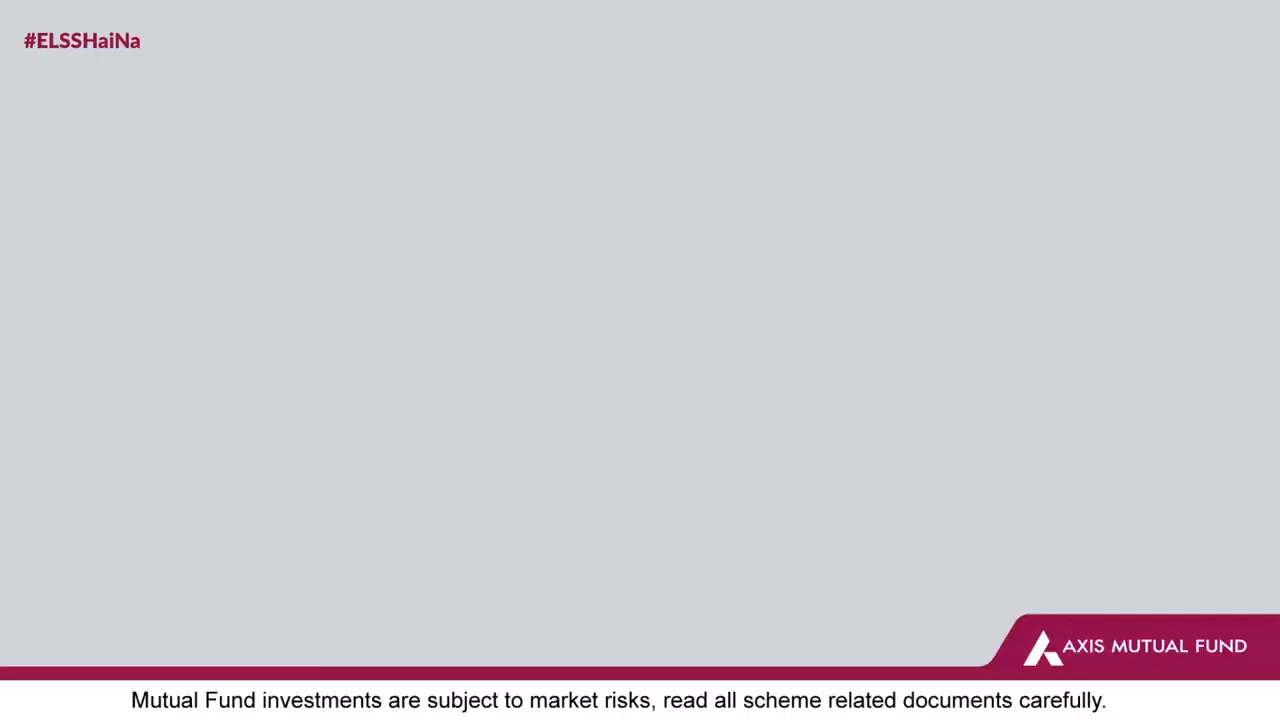 #ELSSHaiNa
AXIS MUTUAL FUND
Mutual Fund investments are subject to market risks, read all scheme related documents carefully.